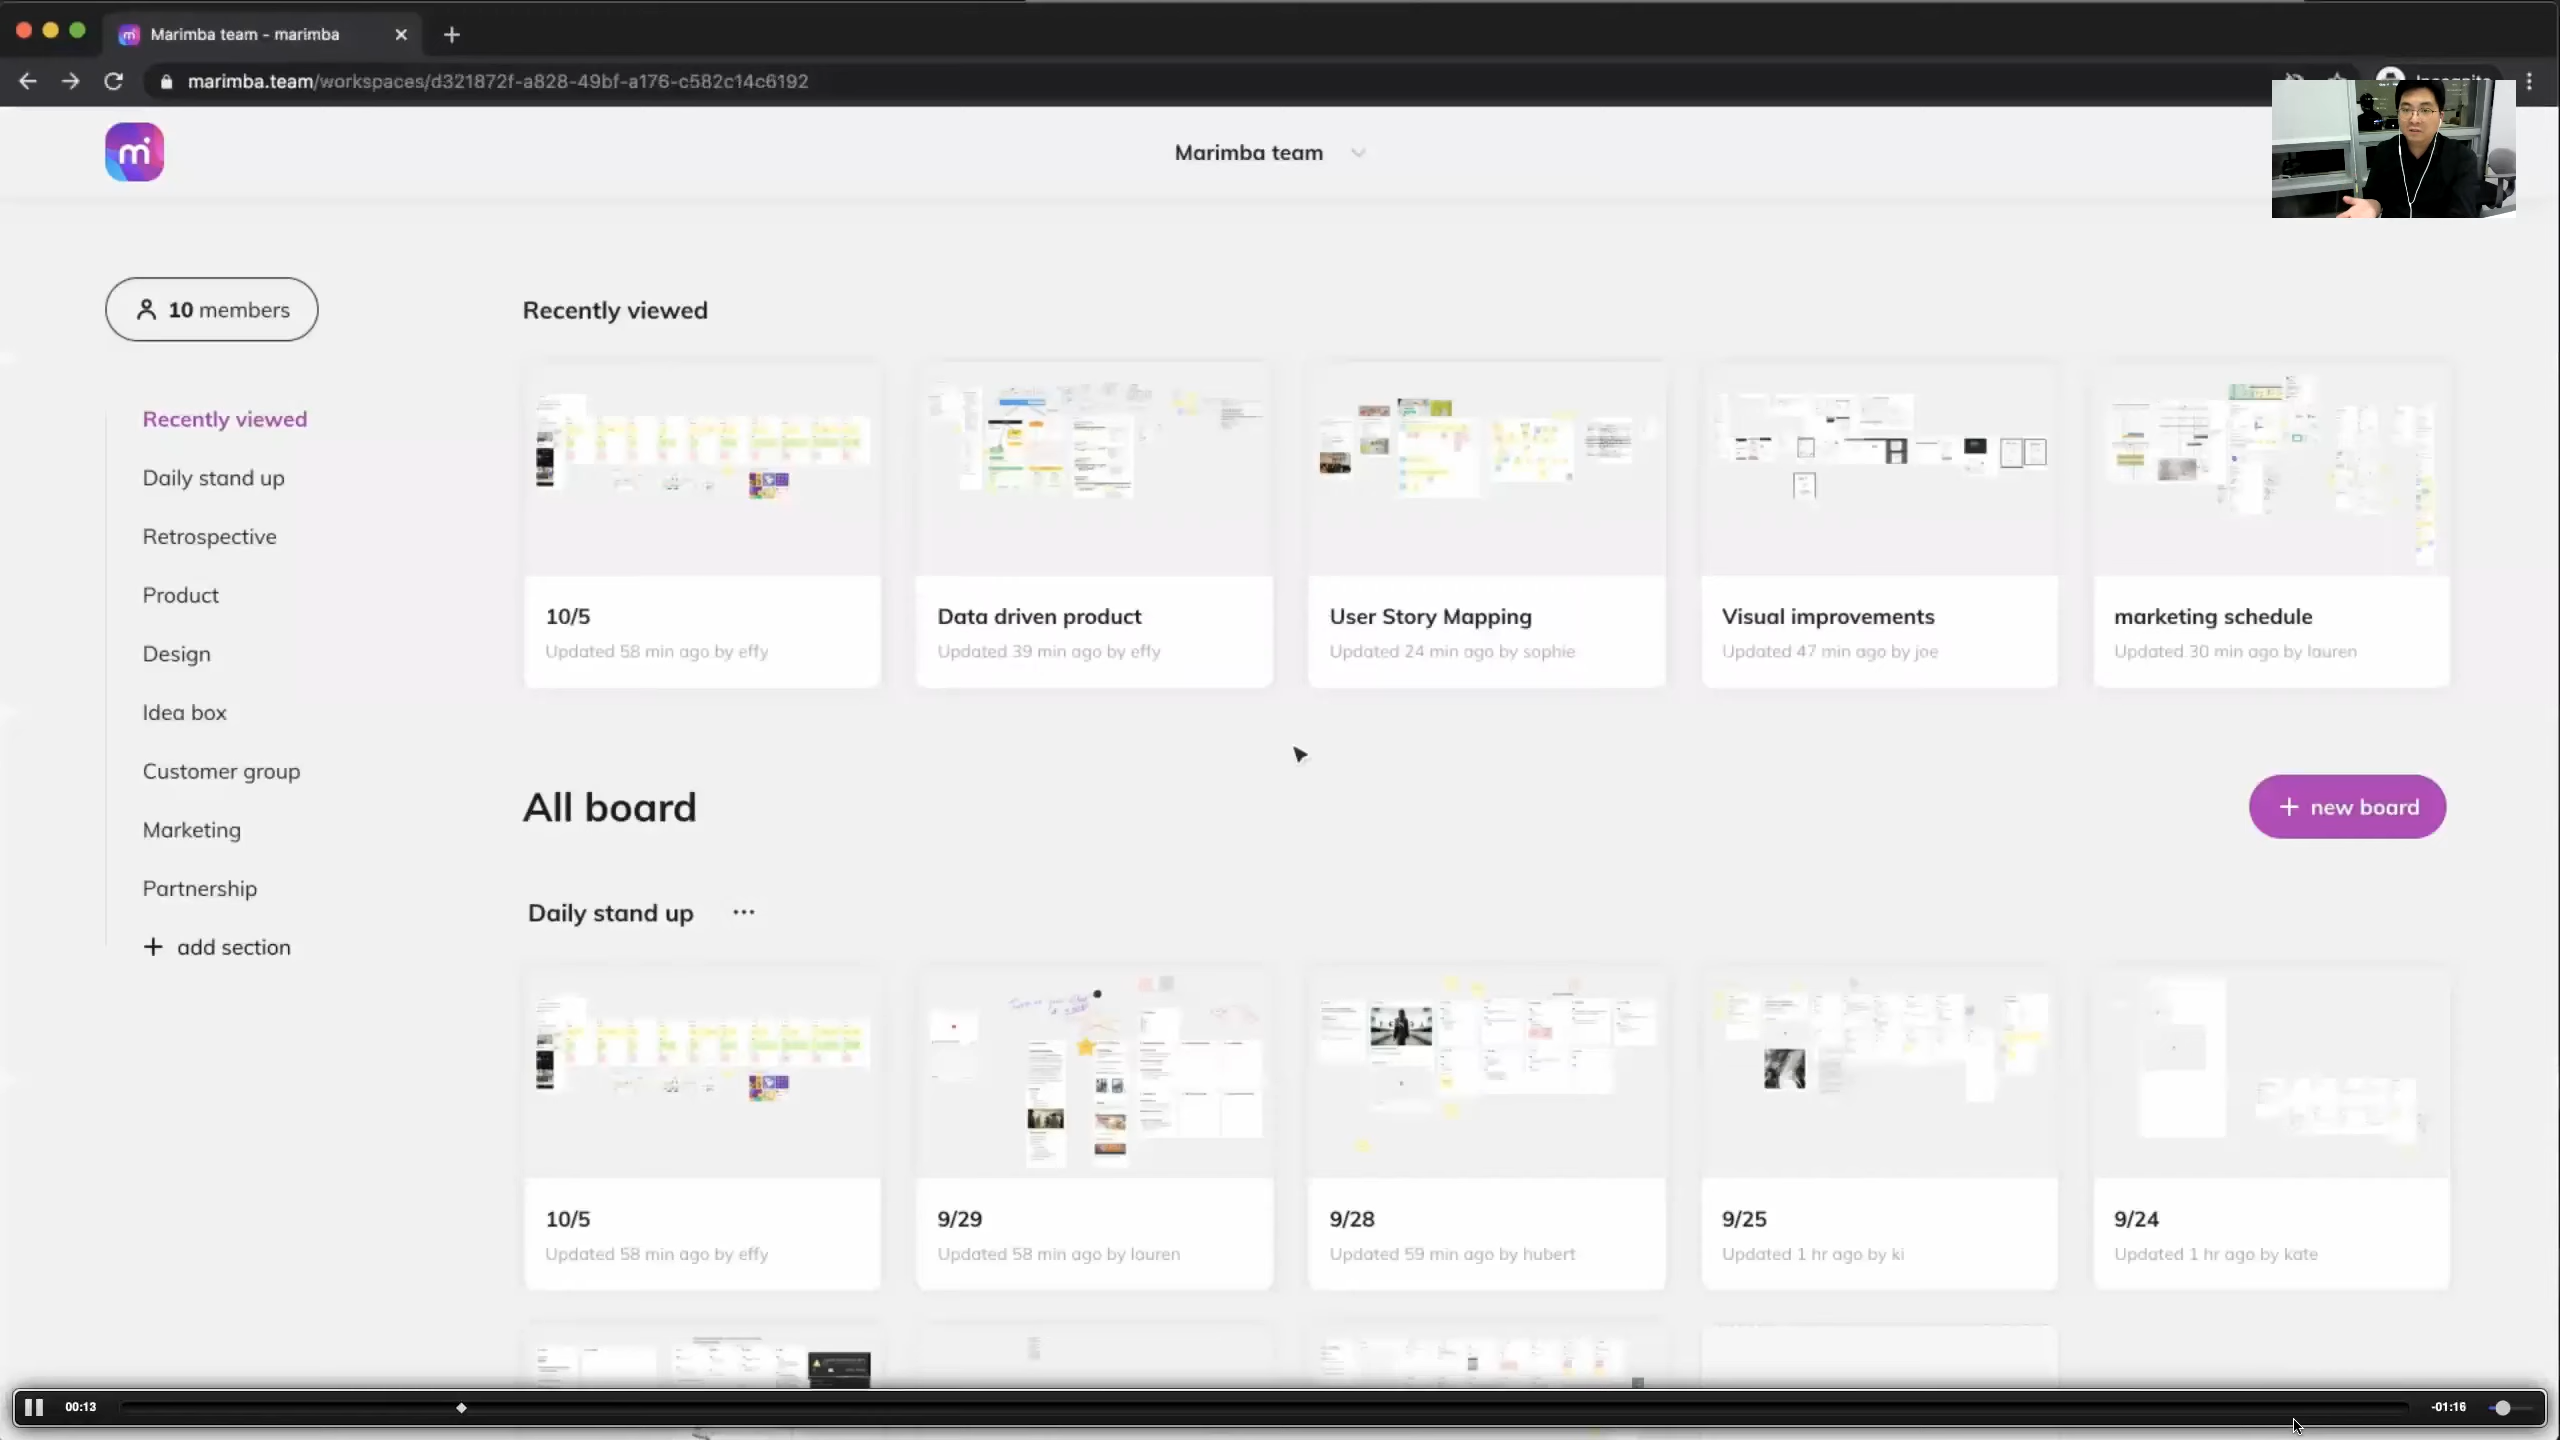 Marimba team - marimba
marimba.team/workspaces/d321872f-a828-49bf-a176-c582c14c6192
Incognito
m
Marimba team
10 members
Recently viewed
Daily stand up
Retrospective
Product
Design
Idea box
Customer group
Marketing
Partnership
+ add section
Recently viewed
10/5
Updated 58 min ago by effy
Data driven product
Updated 39 min ago by effy
User Story Mapping
Updated 24 min ago by sophie
Visual improvements
Updated 47 min ago by joe
marketing schedule
Updated 30 min ago by lauren
All board
+ new board
Daily stand up ...
10/5
Updated 58 min ago by effy
9/29
Updated 58 min ago by lauren
9/28
Updated 59 min ago by hubert
9/25
Updated 1 hr ago by ki
9/24
Updated 1 hr ago by kate
00:13
-01:16